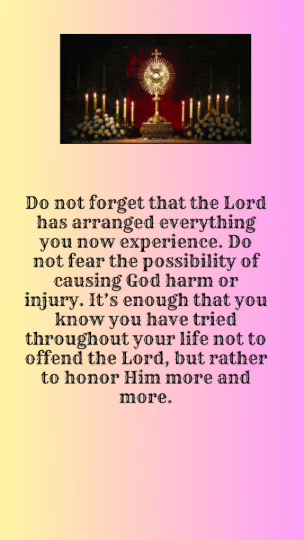 Do not forget that the Lord
has arranged everything
you now experience. Do
not fear the possibility of
causing God harm or
injury. It's enough that you
know you have tried
throughout your life not to
offend the Lord, but rather
to honor Him more and
more.